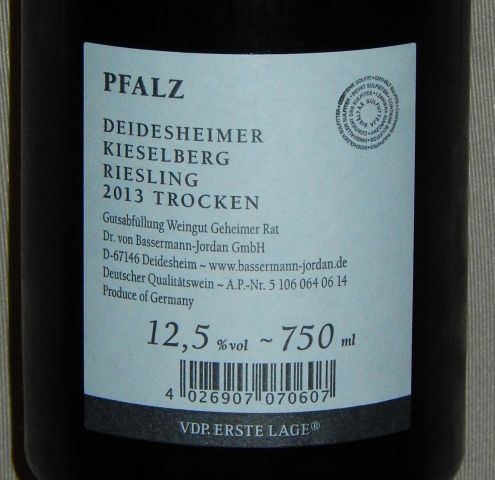 PFALZ
DEIDESHEIMER
KIESELBERG
RIESLING
2013 TROCKEN
Gutsabfüllung Weingut Geheimer Rat
Dr. von Bassermann-Jordan GmbH
D-67146 Deidesheim ~ www.bassermann-jordan.de
Deutscher Qualitätswein ~ A.P.-Nr. 5 106 064 06 14
Produce of Germany
12,5 %vol ~ 750 ml
4 026907 070607
VDP. ERSTE LAGE®